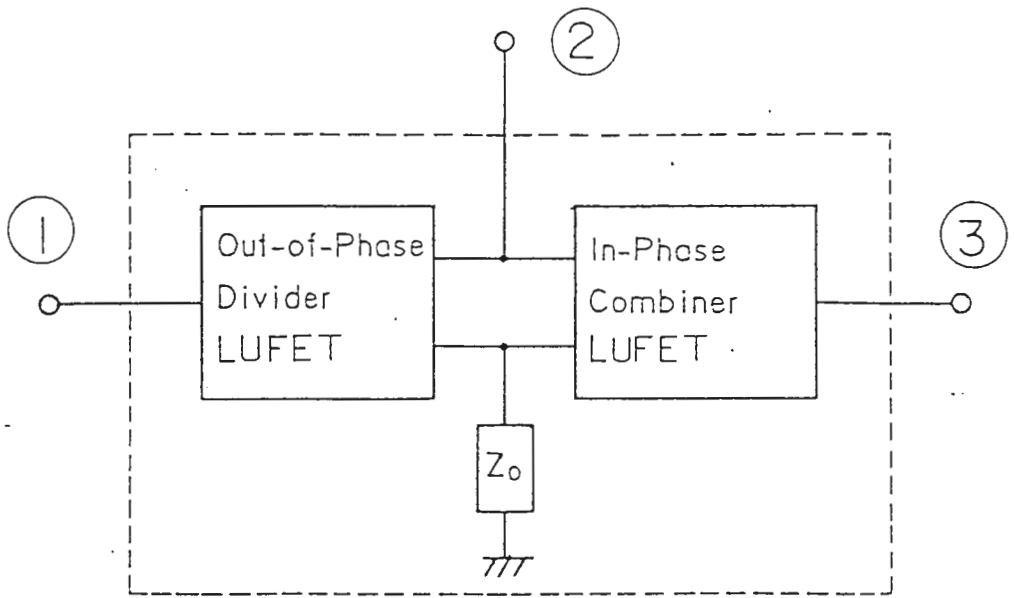 ②
①
Out-of-Phase
Divider
LUFET
In-Phase
Combiner
LUFET
③
Zo